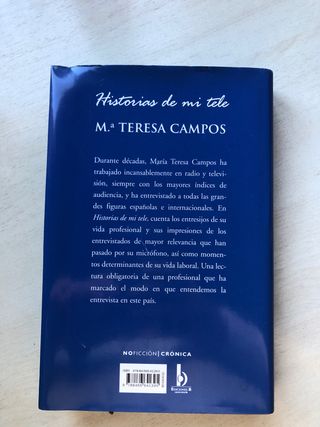 Historias de mi tele
M.ª TERESA CAMPOS
Durante décadas, María Teresa Campos ha
trabajado incansablemente en radio y televi-
sión, siempre con los mayores índices de
audiencia, y ha entrevistado a todas las gran-
des figuras españolas e internacionales. En
Historias de mi tele, cuenta los entresijos de su
vida profesional y sus impresiones de los
entrevistados de mayor relevancia que han
pasado por su micrófono, así como momen-
tos determinantes de su vida laboral. Una lec-
tura obligatoria de una profesional que ha
marcado el modo en que entendemos la
entrevista en este país.
NOFICCIÓN|CRÓNICA
ISBN
b
EDICIONES B